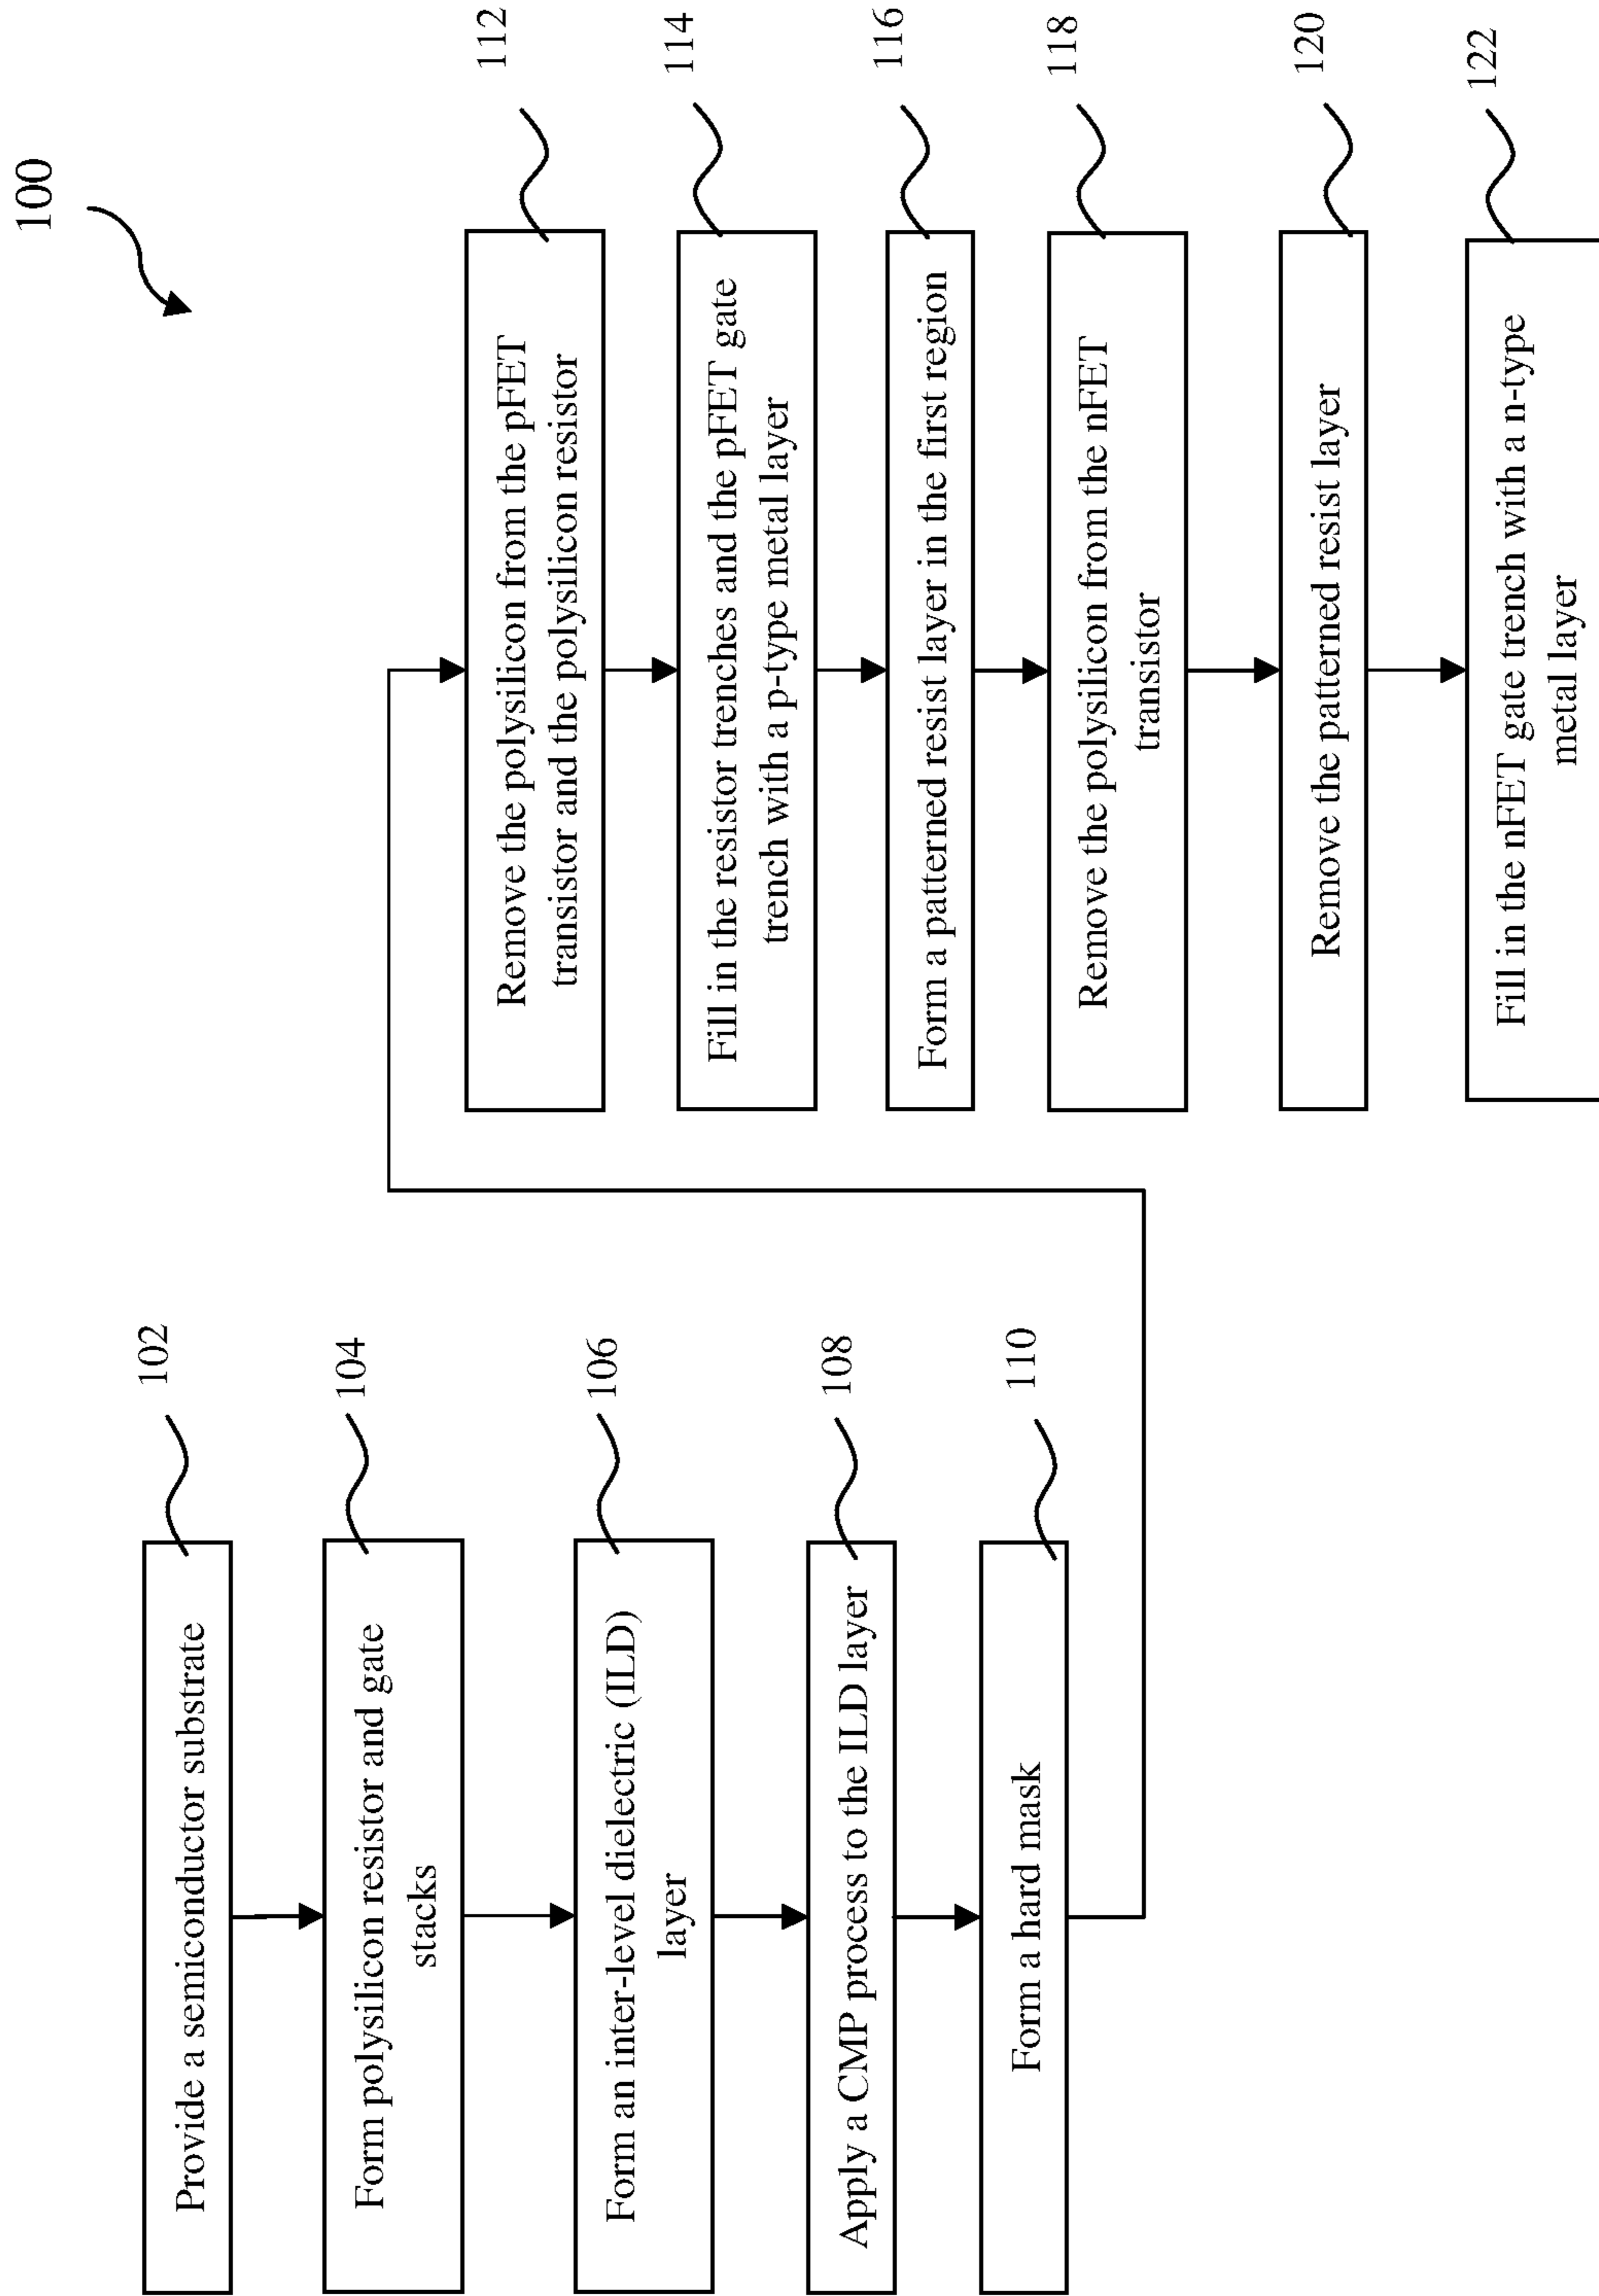 100
102
Provide a semiconductor substrate
104
Form polysilicon resistor and gate
stacks
106
Form an inter-level dielectric (ILD)
layer
108
Apply a CMP process to the ILD layer
110
Form a hard mask
112
Remove the polysilicon from the pFET
transistor and the polysilicon resistor
114
Fill in the resistor trenches and the pFET gate
trench with a p-type metal layer
116
Form a patterned resist layer in the first region
118
Remove the polysilicon from the nFET
transistor
120
Remove the patterned resist layer
122
Fill in the nFET gate trench with a n-type
metal layer